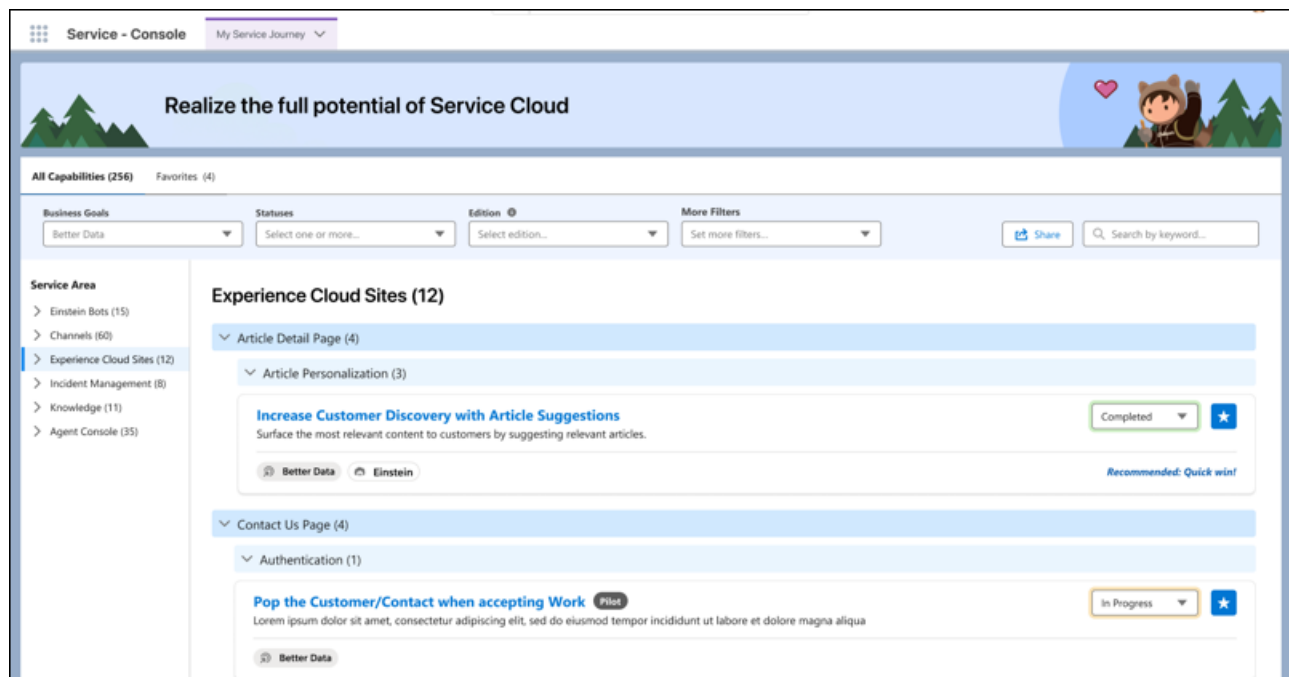 Service - Console
My Service Journey
Realize the full potential of Service Cloud
All Capabilities (256)
Favorites (4)
Business Goals
Statuses
Edition
More Filters
Better Data
Select one or more...
Select edition...
Set more filters...
Share
Search by keyword...
Service Area
Einstein Bots (15)
Channels (60)
Experience Cloud Sites (12)
Incident Management (8)
Knowledge (11)
Agent Console (35)
Experience Cloud Sites (12)
Article Detail Page (4)
Article Personalization (3)
Increase Customer Discovery with Article Suggestions
Completed
Surface the most relevant content to customers by suggesting relevant articles.
Better Data
Einstein
Recommended: Quick win!
Contact Us Page (4)
Authentication (1)
Pop the Customer/Contact when accepting Work
Pilot
In Progress
Lorem ipsum dolor sit amet, consectetur adipiscing elit, sed do eiusmod tempor incididunt ut labore et dolore magna aliqua
Better Data